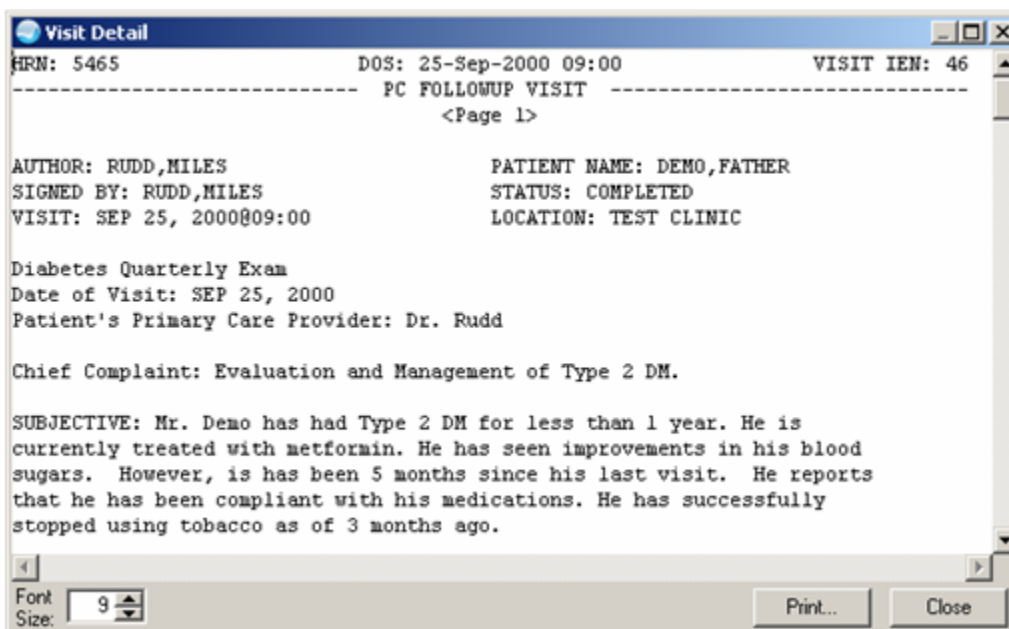 Visit Detail
HRN: 5465 DOS: 25-Sep-2000 09:00 VISIT IEN: 46
----------------------------- PC FOLLOWUP VISIT ------------------------------
<Page 1>
AUTHOR: RUDD,MILES PATIENT NAME: DEMO,FATHER
SIGNED BY: RUDD,MILES STATUS: COMPLETED
VISIT: SEP 25, 2000@09:00 LOCATION: TEST CLINIC
Diabetes Quarterly Exam
Date of Visit: SEP 25, 2000
Patient's Primary Care Provider: Dr. Rudd
Chief Complaint: Evaluation and Management of Type 2 DM.
SUBJECTIVE: Mr. Demo has had Type 2 DM for less than 1 year. He is
currently treated with metformin. He has seen improvements in his blood
sugars.  However, is has been 5 months since his last visit.  He reports
that he has been compliant with his medications. He has successfully
stopped using tobacco as of 3 months ago.
Font
Size: 9 Print... Close